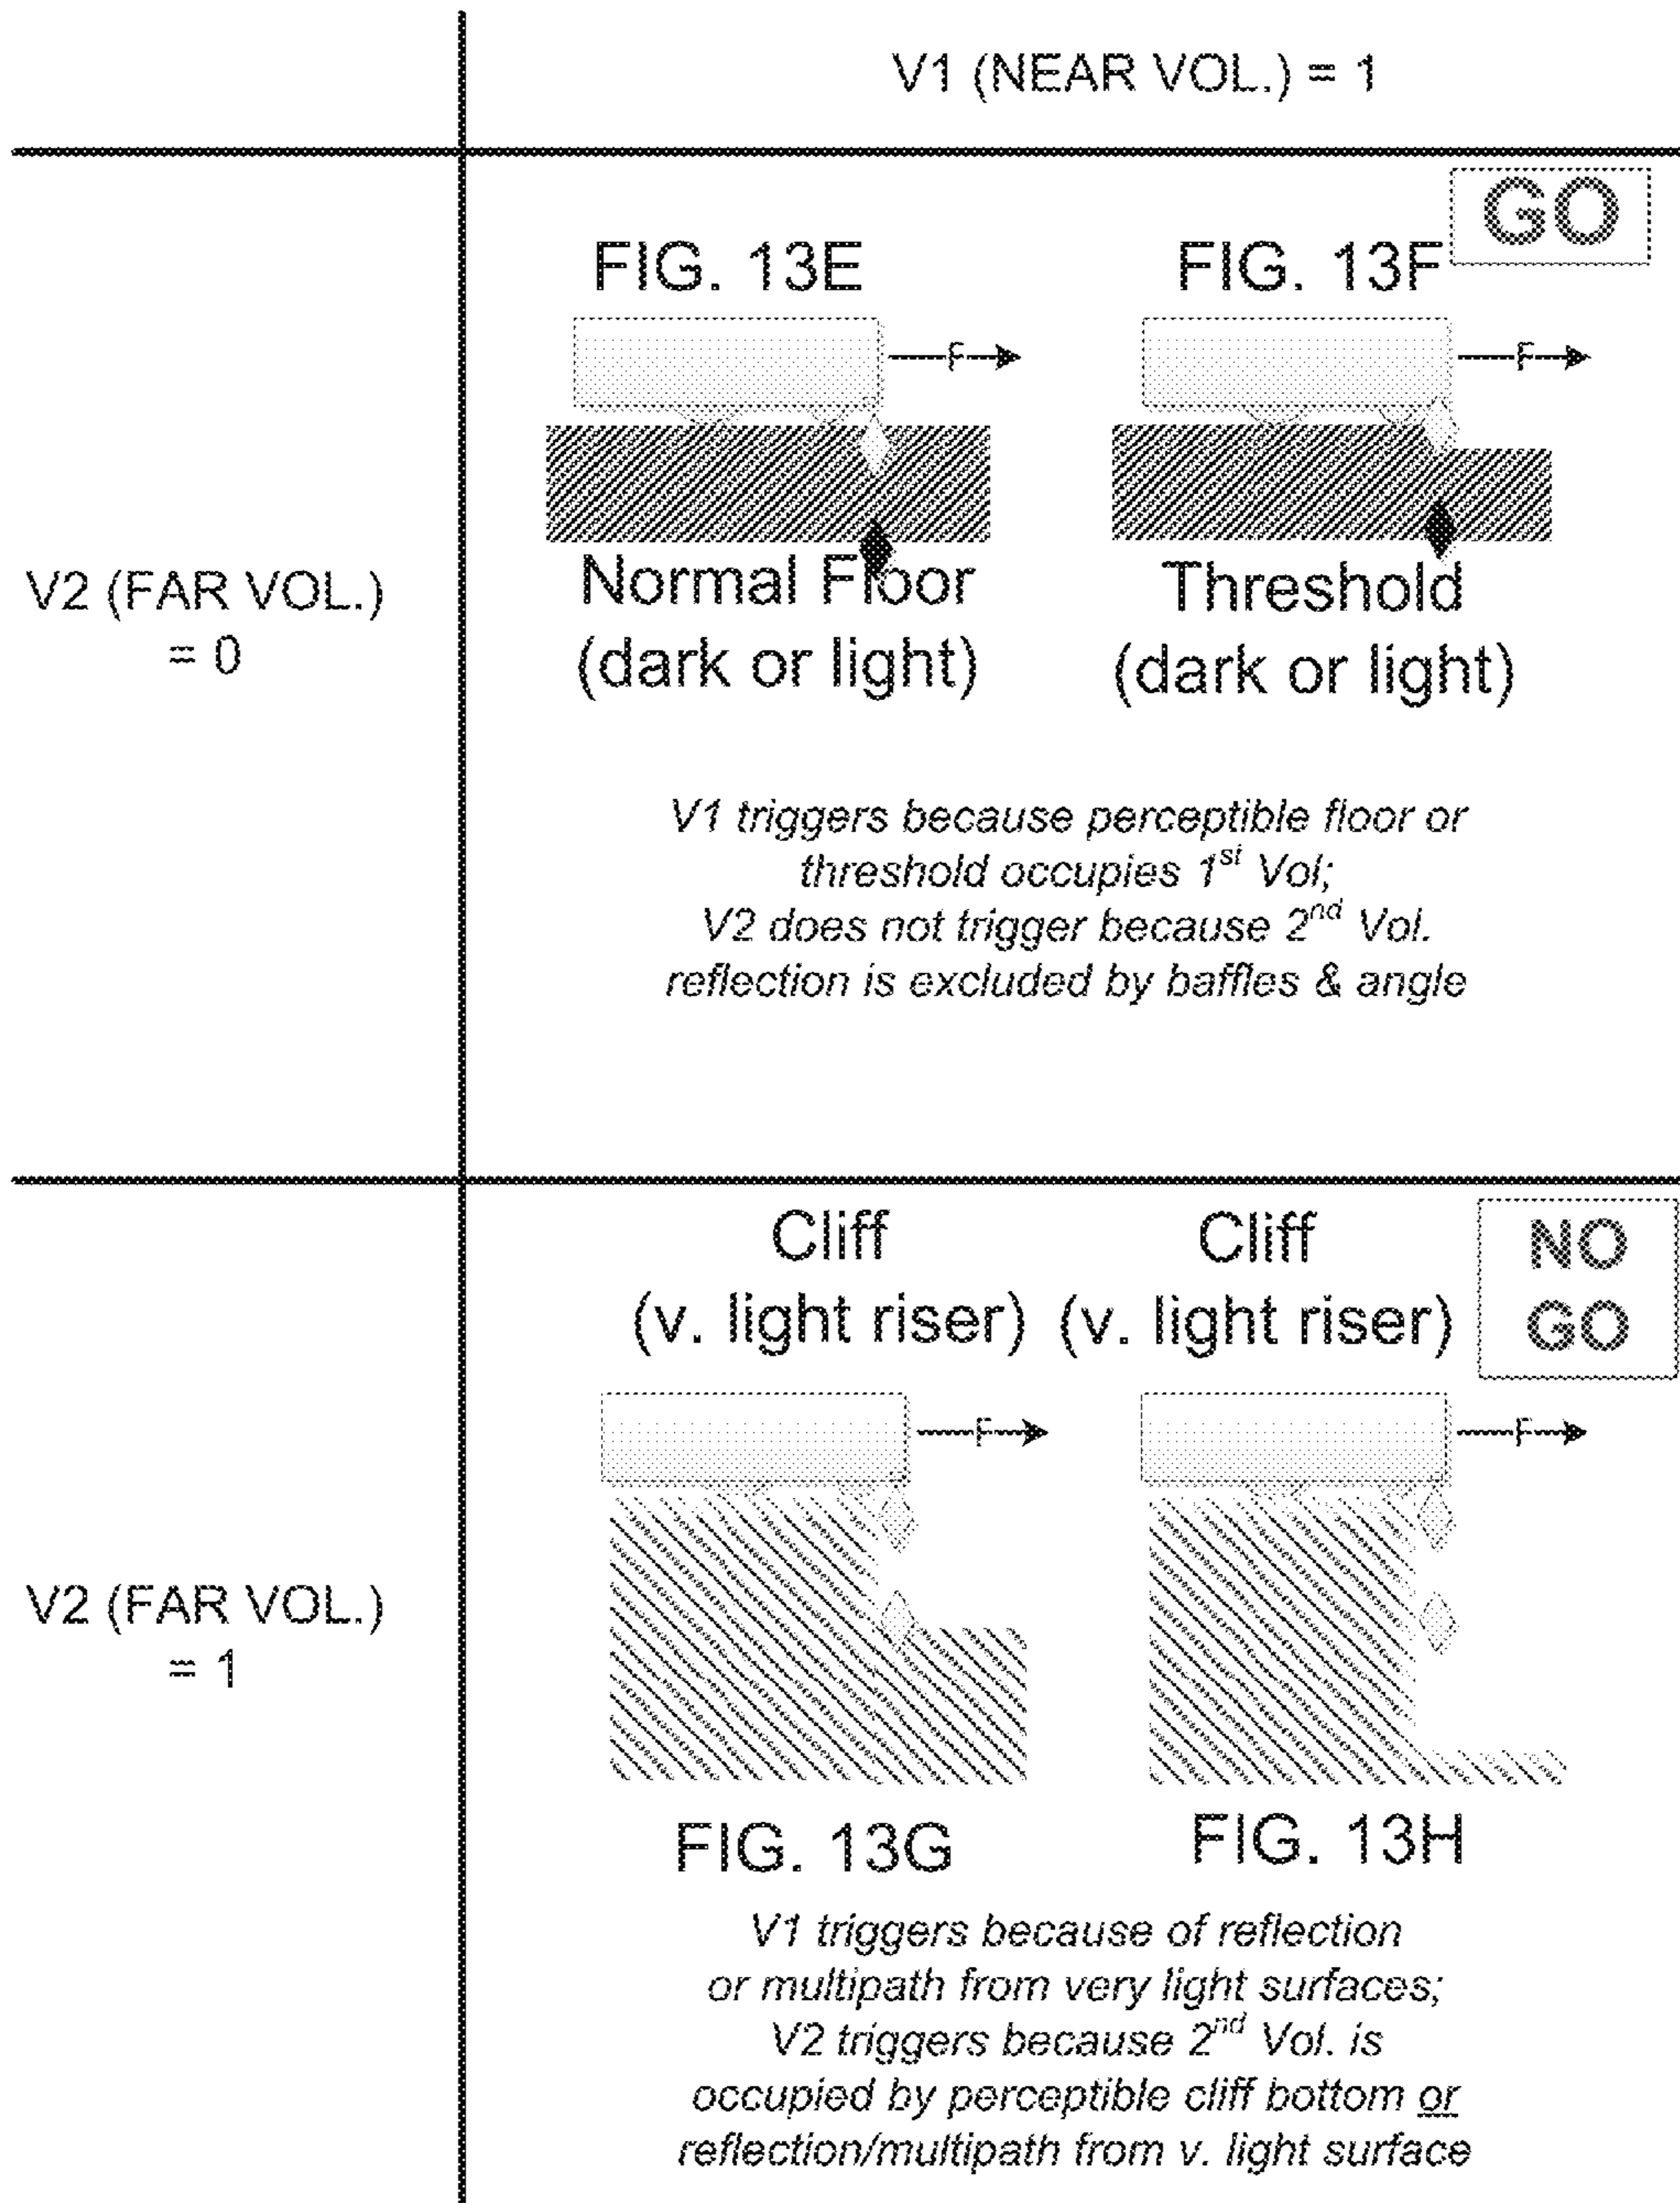 V1 (NEAR VOL.) = 1
GO
FIG. 13E
FIG. 13F
F
F
V2 (FAR VOL.)
= 0
Normal Floor
(dark or light)
Threshold
(dark or light)
V1 triggers because perceptible floor or
threshold occupies 1st Vol;
V2 does not trigger because 2nd Vol.
reflection is excluded by baffles & angle
Cliff
(v. light riser)
Cliff
(v. light riser)
NO
GO
F
F
V2 (FAR VOL.)
= 1
FIG. 13G
FIG. 13H
V1 triggers because of reflection
or multipath from very light surfaces;
V2 triggers because 2nd Vol. is
occupied by perceptible cliff bottom or
reflection/multipath from v. light surface